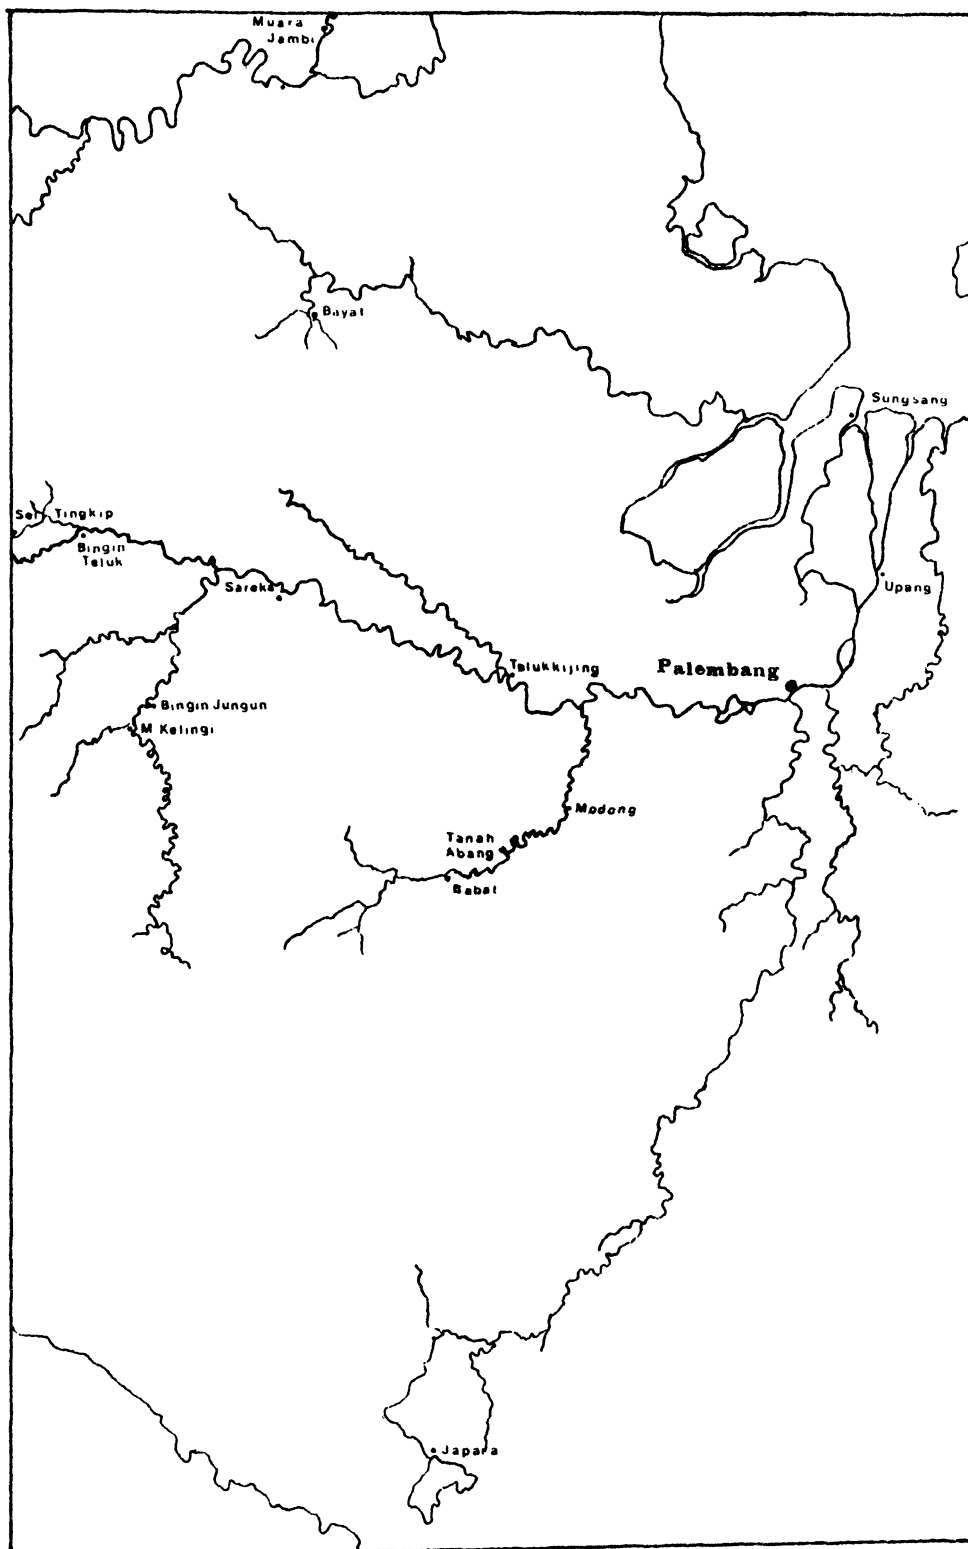 Muara
Jambi
Bayat
Sungsang
Sei Tingkip
Bingin
Teluk
Sareka
Upang
Telukkijing
Palembang
Bingin Jungun
M Kelingi
Modong
Tanah
Abang
Babat
Japara